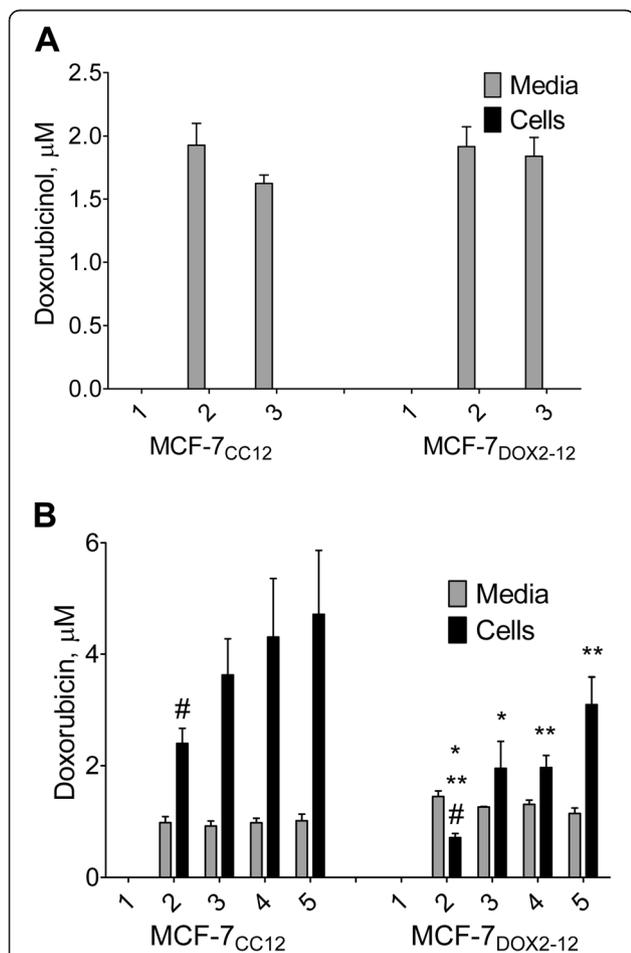 A
Doxorubicinol, μM
2.5
2.0
1.5
1.0
0.5
0.0
Media
Cells
1 2 3 1 2 3
MCF-7CC12 MCF-7DOX2-12
B
Doxorubicin, μM
6
4
2
0
Media
Cells
#
*
**
#
*
**
**
1 2 3 4 5 1 2 3 4 5
MCF-7CC12 MCF-7DOX2-12